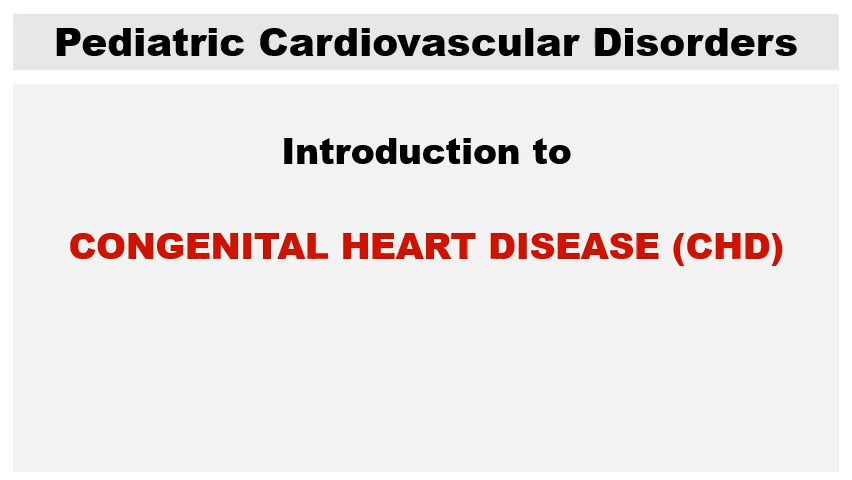 Pediatric Cardiovascular Disorders
Introduction to
CONGENITAL HEART DISEASE (CHD)